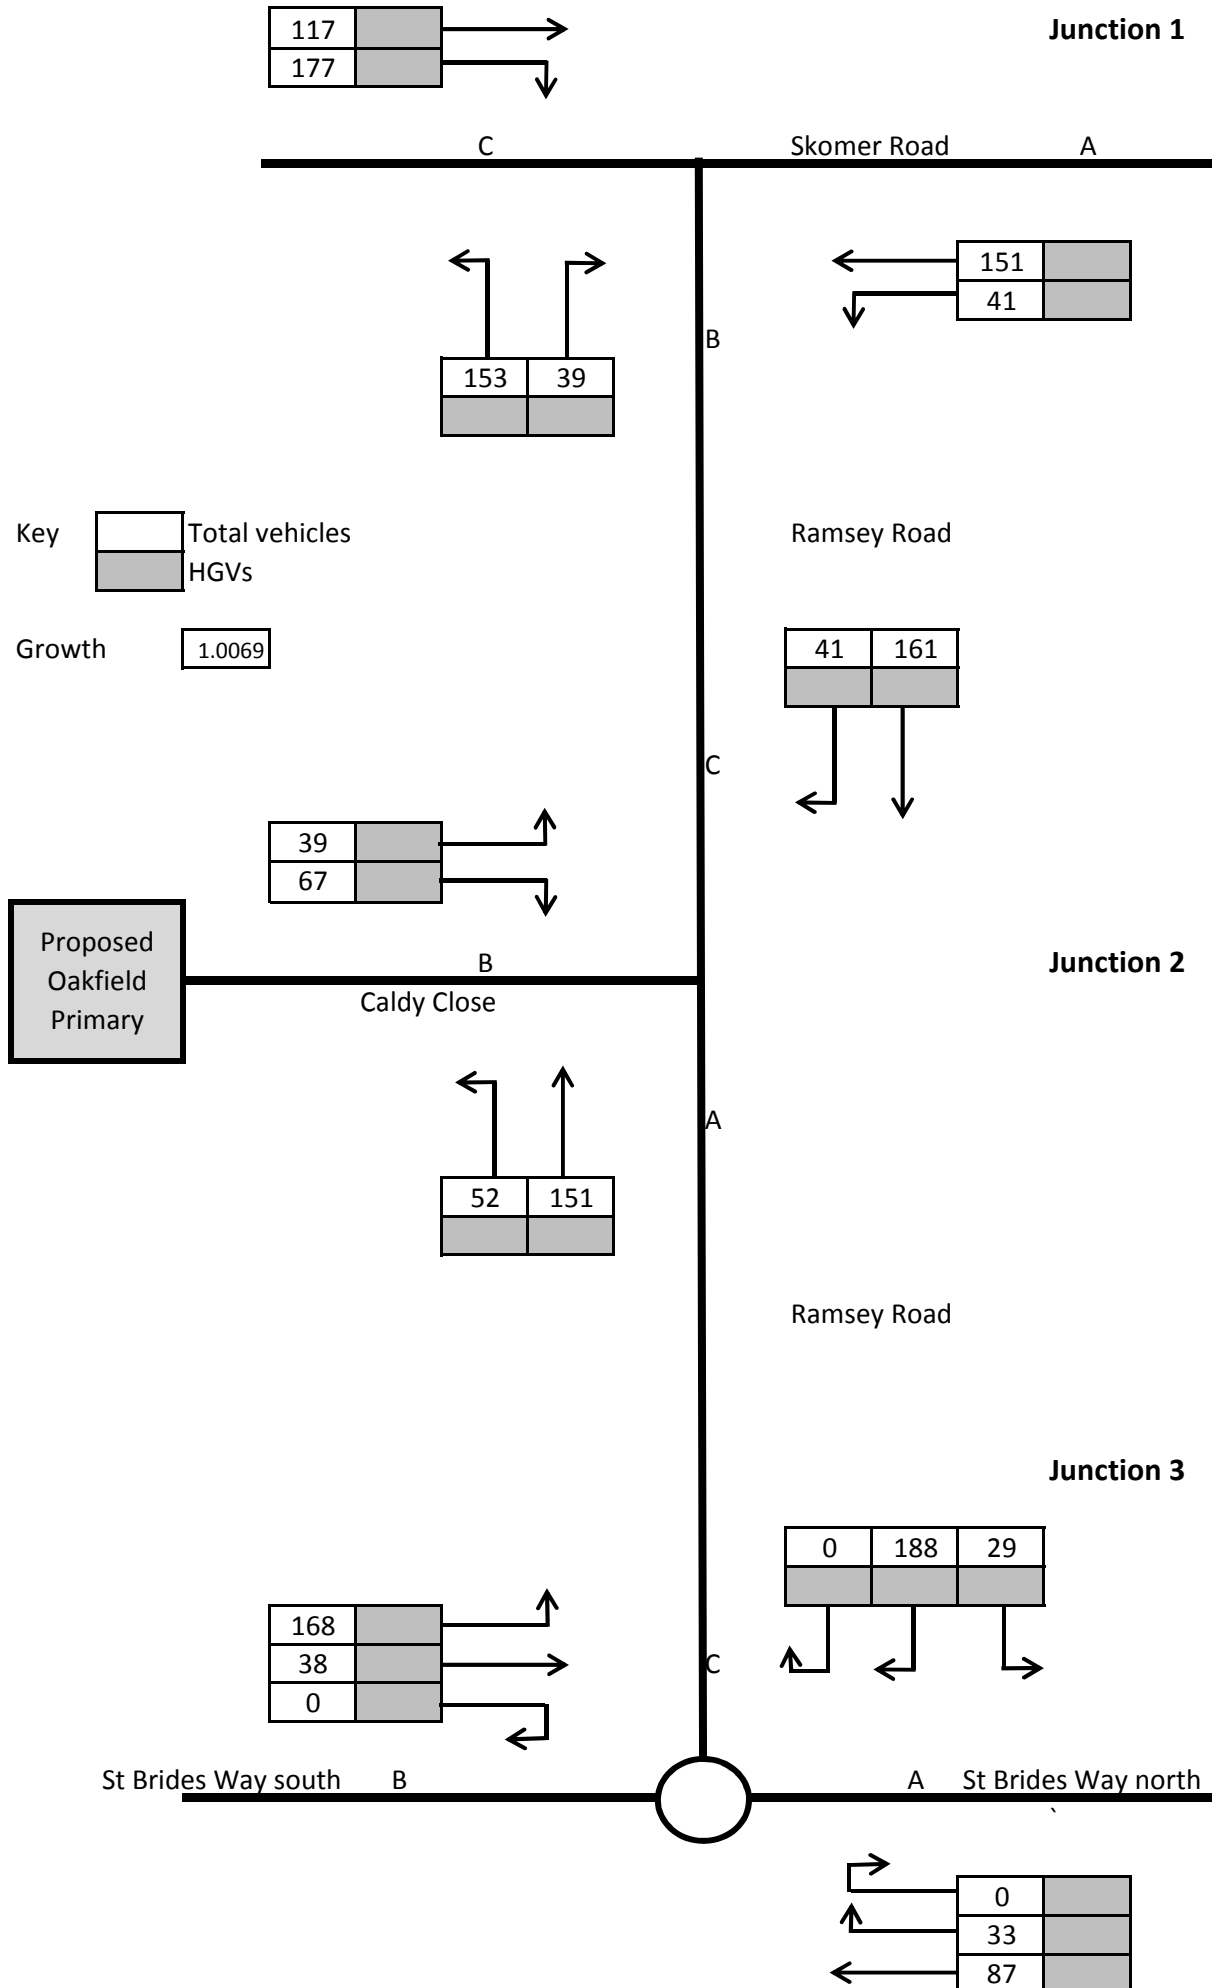 117
Junction 1
177
C Skomer Road A
151
41
B
153 39
Key Total vehicles
HGVs
Ramsey Road
Growth 1.0069
41 161
C
39
67
Proposed
Oakfield
Primary
B
Junction 2
Caldy Close
A
52 151
Ramsey Road
Junction 3
0 188 29
168
38
0
C
St Brides Way south B A St Brides Way north
`
0
33
87